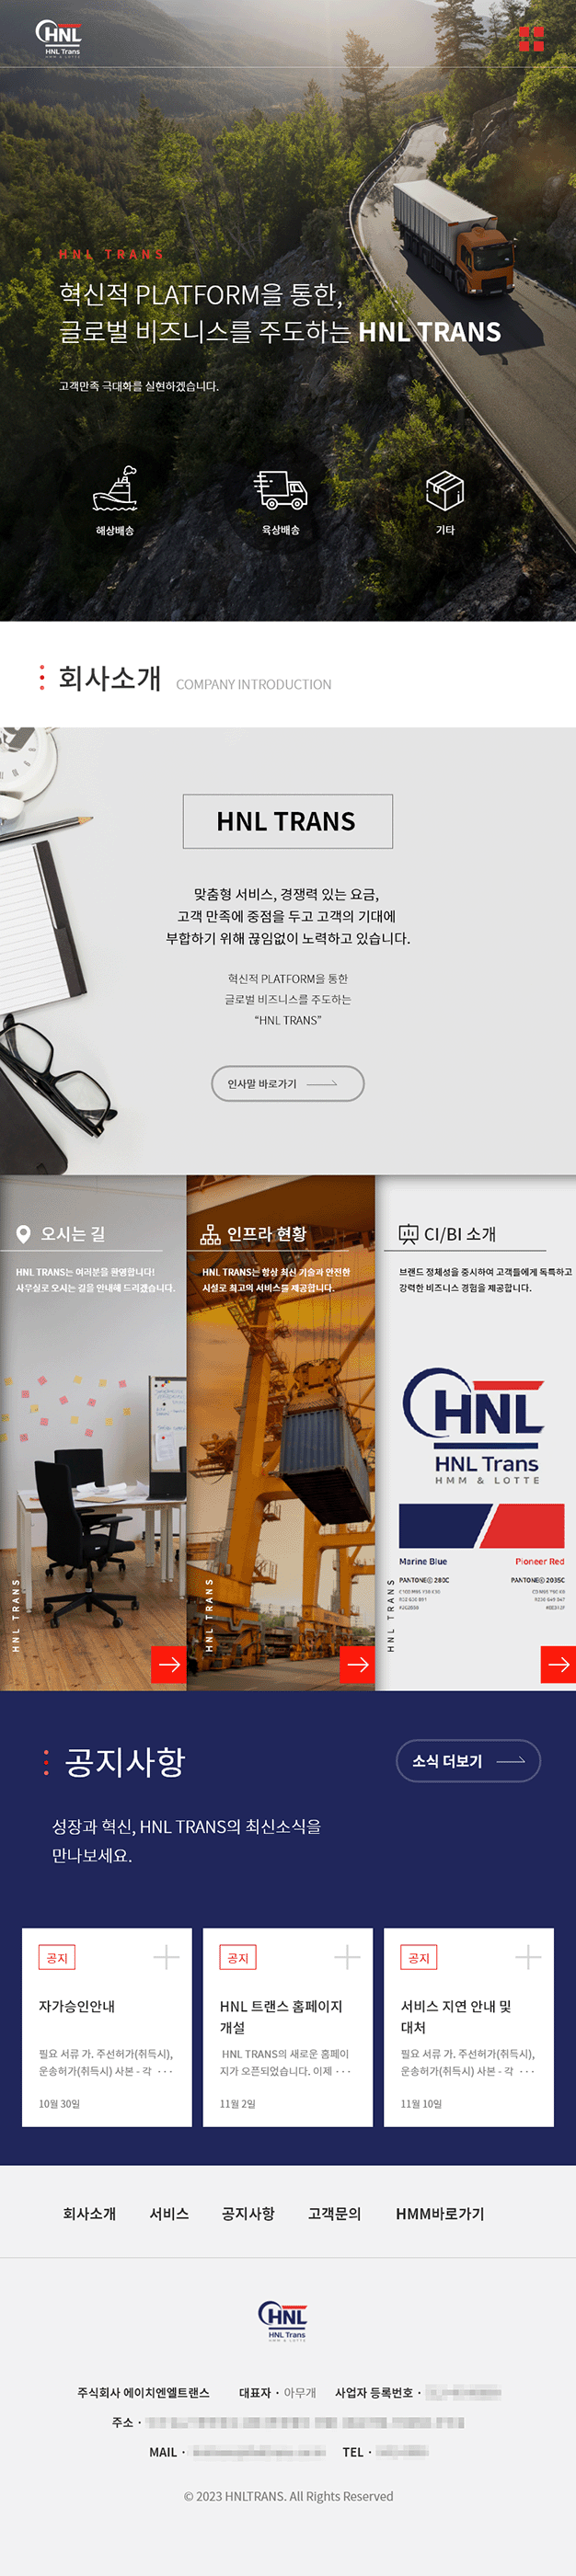 HNL
HNL Trans
HMM & LOTTE
HNL TRANS
혁신적 PLATFORM을 통한,
글로벌 비즈니스를 주도하는 HNL TRANS
고객만족 극대화를 실현하겠습니다.
해상배송
육상배송
기타
회사소개 COMPANY INTRODUCTION
HNL TRANS
맞춤형 서비스, 경쟁력 있는 요금,
고객 만족에 중점을 두고 고객의 기대에
부합하기 위해 끊임없이 노력하고 있습니다.
혁신적 PLATFORM을 통한
글로벌 비즈니스를 주도하는
“HNL TRANS”
인사말 바로가기
오시는 길
HNL TRANS는 여러분을 환영합니다!
사무실로 오시는 길을 안내해 드리겠습니다.
HNL TRANS
인프라 현황
HNL TRANS는 항상 최신 기술과 안전한
시설로 최고의 서비스를 제공합니다.
HNL TRANS
CI/BI 소개
브랜드 정체성을 중시하여 고객들에게 독특하고
강력한 비즈니스 경험을 제공합니다.
HNL
HNL Trans
HMM & LOTTE
Marine Blue
Pioneer Red
PANTONE© 280C
PANTONE© 2035C
HNL TRANS
공지사항
소식 더보기
성장과 혁신, HNL TRANS의 최신소식을
만나보세요.
공지
자가승인안내
필요 서류 가. 주선허가(취득시),
운송허가(취득시) 사본 - 각 ···
10월 30일
공지
HNL 트랜스 홈페이지
개설
HNL TRANS의 새로운 홈페이
지가 오픈되었습니다. 이제 ···
11월 2일
공지
서비스 지연 안내 및
대처
필요 서류 가. 주선허가(취득시),
운송허가(취득시) 사본 - 각 ···
11월 10일
회사소개 서비스 공지사항 고객문의 HMM바로가기
HNL
HNL Trans
HMM & LOTTE
주식회사 에이치엔엘트랜스 대표자 · 아무개 사업자 등록번호 ·
주소 ·
MAIL · TEL ·
© 2023 HNLTRANS. All Rights Reserved